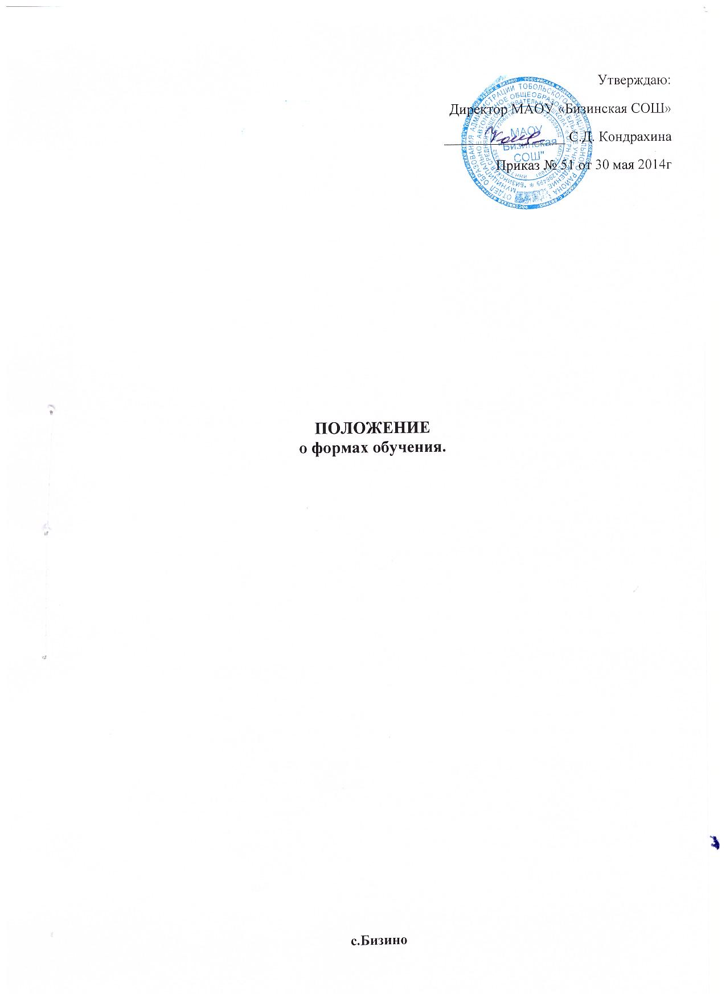 Утверждаю:
Директор МАОУ «Бизинская СОШ»
С.Д. Кондрахина
Приказ № 51 от 30 мая 2014г
МАОУ
"Бизинская
СОШ"
ПОЛОЖЕНИЕ
о формах обучения.
с.Бизино